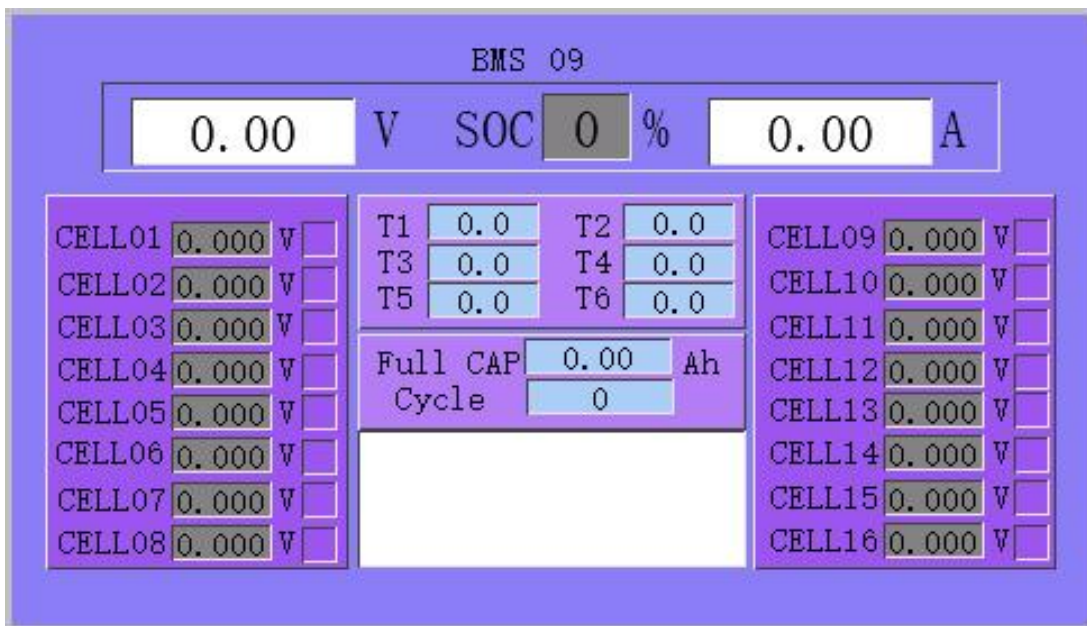 BMS 09
0.00 V SOC 0 % 0.00 A
CELL01 0.000 V
CELL02 0.000 V
CELL03 0.000 V
CELL04 0.000 V
CELL05 0.000 V
CELL06 0.000 V
CELL07 0.000 V
CELL08 0.000 V
T1 0.0 T2 0.0
T3 0.0 T4 0.0
T5 0.0 T6 0.0
Full CAP 0.00 Ah
Cycle 0
CELL09 0.000 V
CELL10 0.000 V
CELL11 0.000 V
CELL12 0.000 V
CELL13 0.000 V
CELL14 0.000 V
CELL15 0.000 V
CELL16 0.000 V